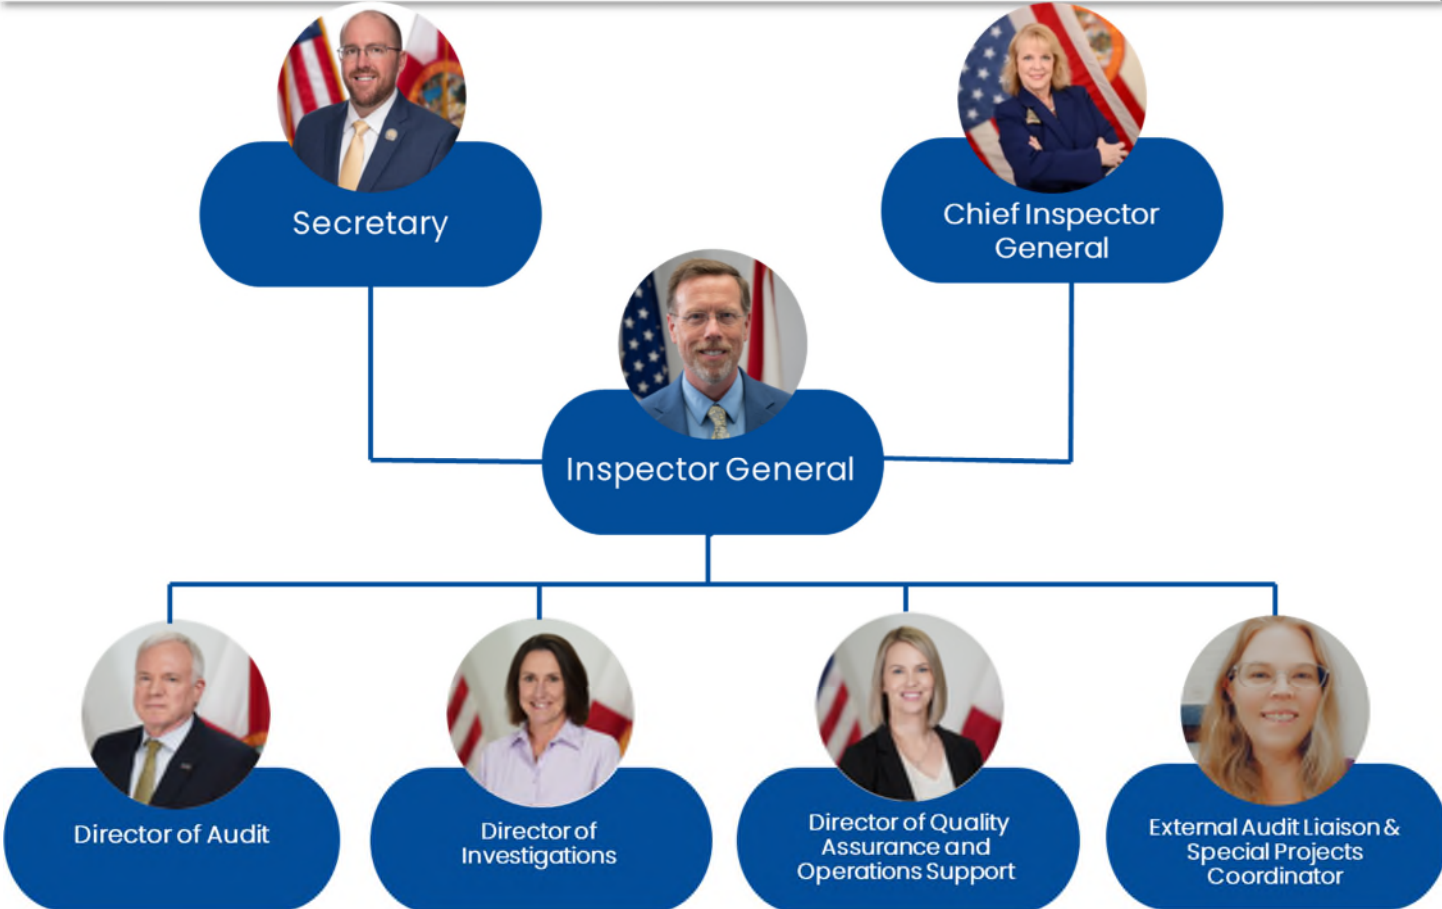 Secretary
Chief Inspector
General
Inspector General
Director of Audit
Director of
Investigations
Director of Quality
Assurance and
Operations Support
External Audit Liaison &
Special Projects
Coordinator